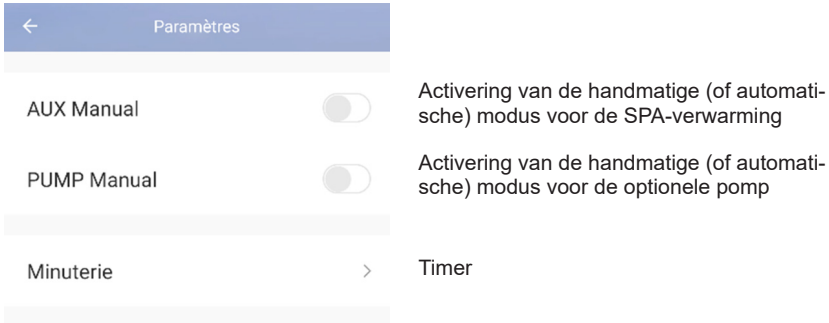 Paramètres
AUX Manual
Activering van de handmatige (of automati-
sche) modus voor de SPA-verwarming
PUMP Manual
Activering van de handmatige (of automati-
sche) modus voor de optionele pomp
Minuterie
Timer